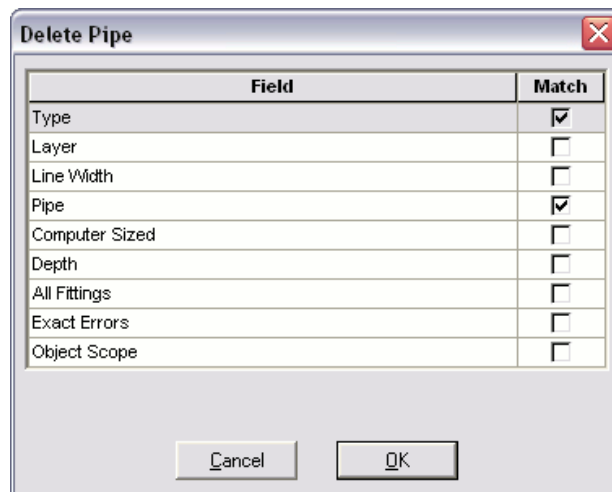 Delete Pipe
Field Match
Type
Layer
Line Width
Pipe
Computer Sized
Depth
All Fittings
Exact Errors
Object Scope
Cancel OK